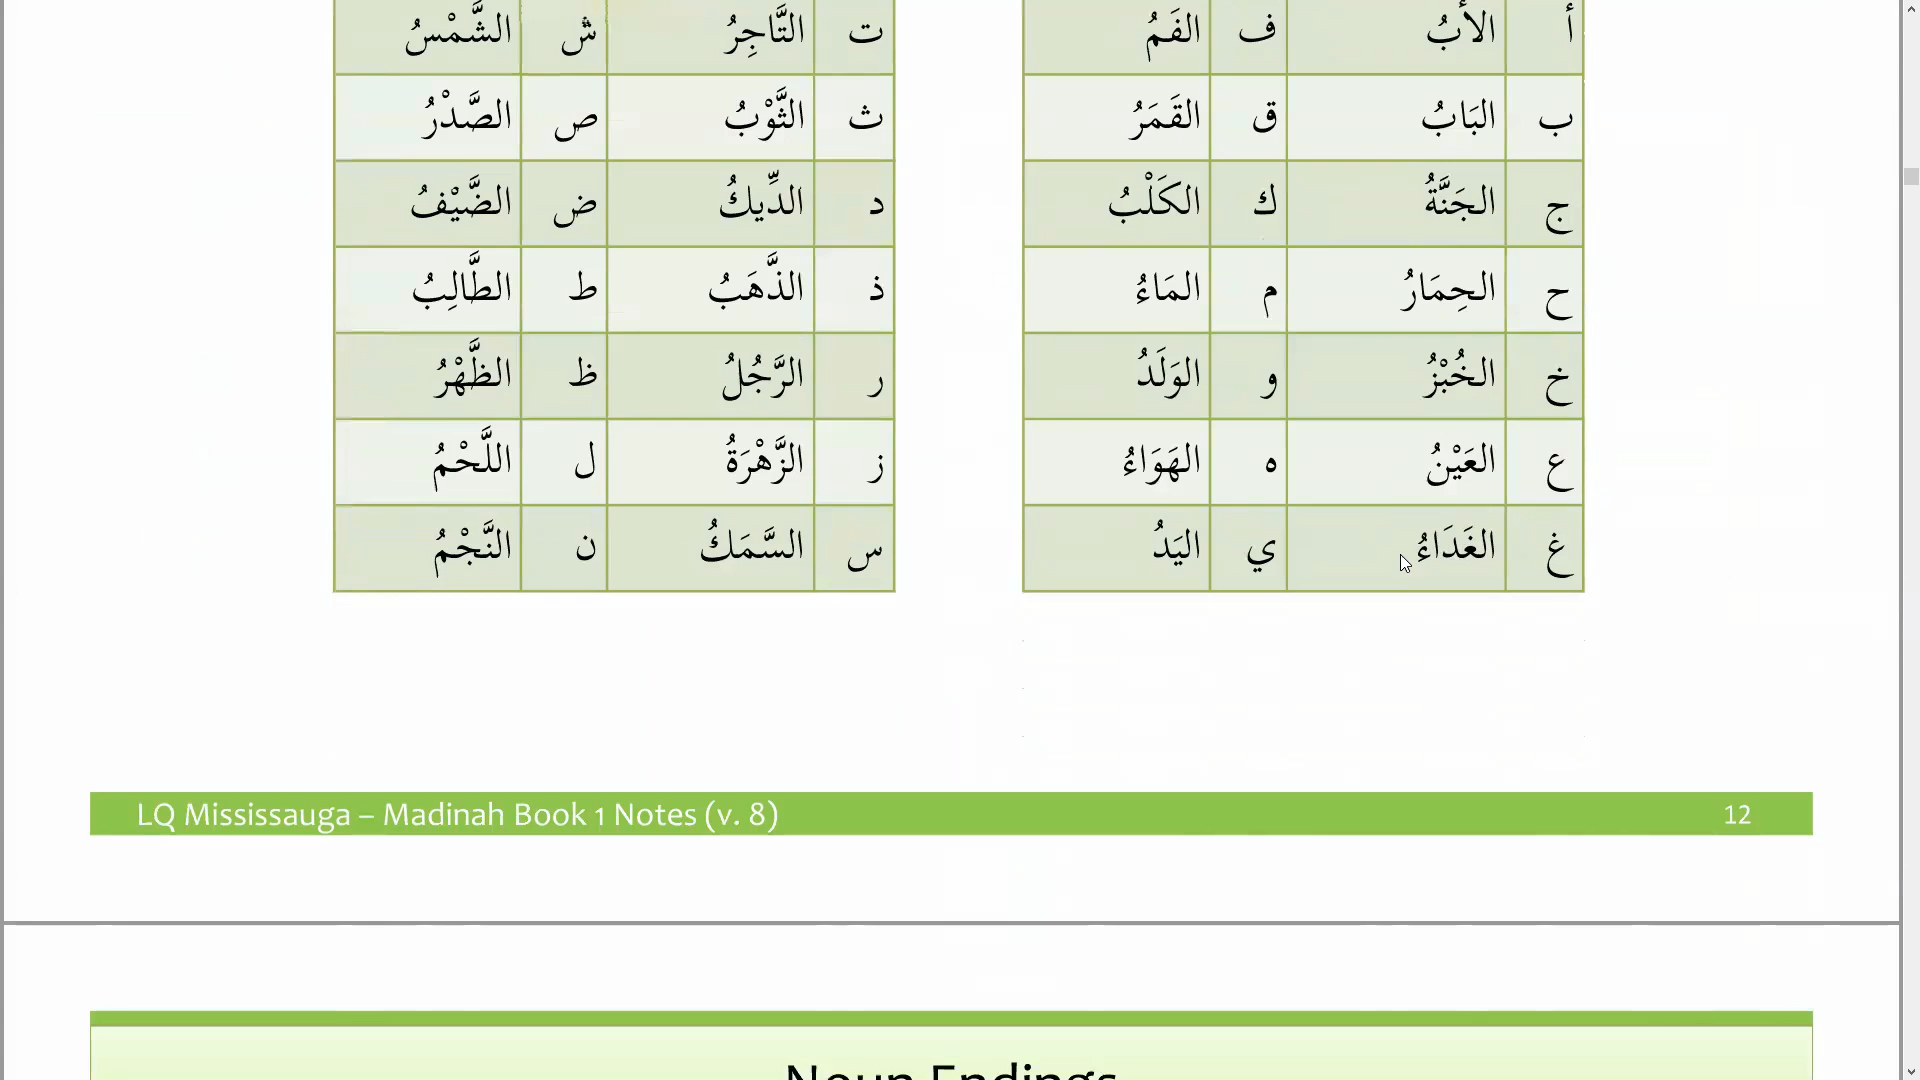 أ الأَبُ ف الفَمُ
ب البَابُ ق القَمَرُ
ج الجَنَّةُ ك الكَلْبُ
ح الحِمَارُ م المَاءُ
خ الخُبْزُ و الوَلَدُ
ع العَيْنُ ه الهَوَاءُ
غ الغَدَاءُ ي اليَدُ
ت التَّاجِرُ ش الشَّمْسُ
ث الثَّوْبُ ص الصَّدْرُ
د الدِّيكُ ض الضَّيْفُ
ذ الذَّهَبُ ط الطَّالِبُ
ر الرَّجُلُ ظ الظَّهْرُ
ز الزَّهْرَةُ ل اللَّحْمُ
س السَّمَكُ ن النَّجْمُ
LQ Mississauga – Madinah Book 1 Notes (v. 8) 12
Noun Endings